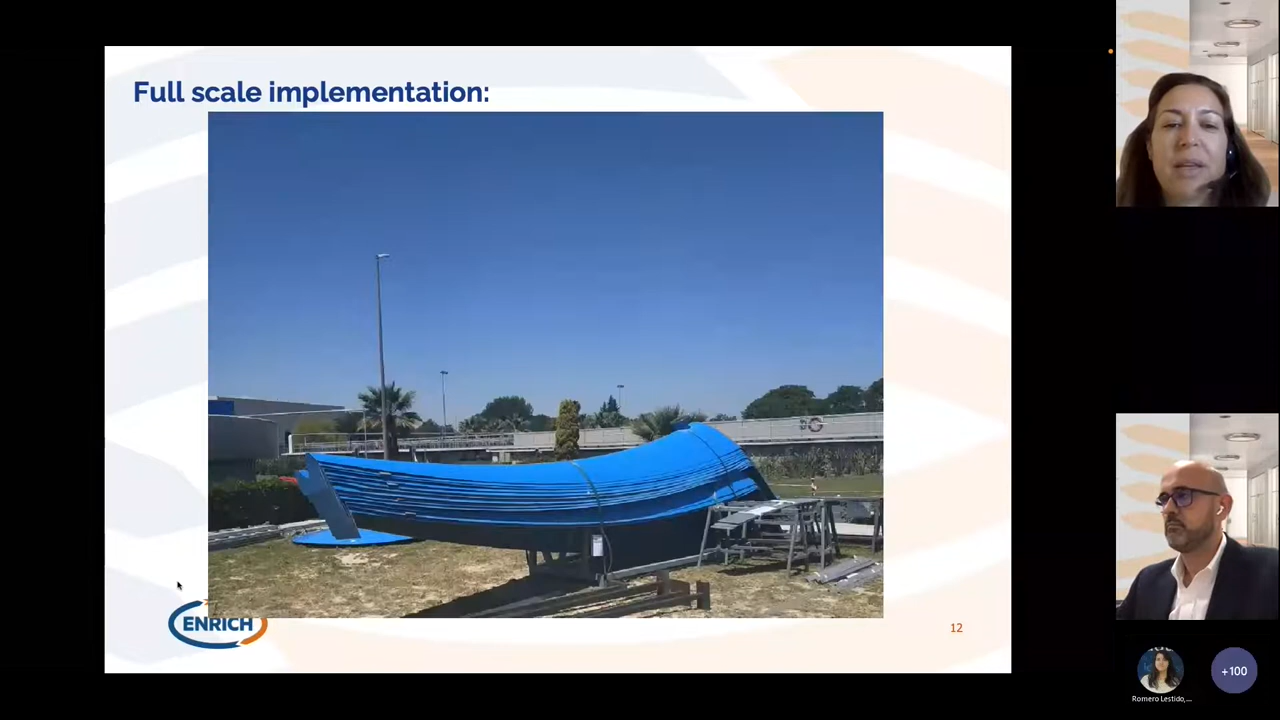 Full scale implementation:
ENRICH
12
+100
Romero Lestido,...